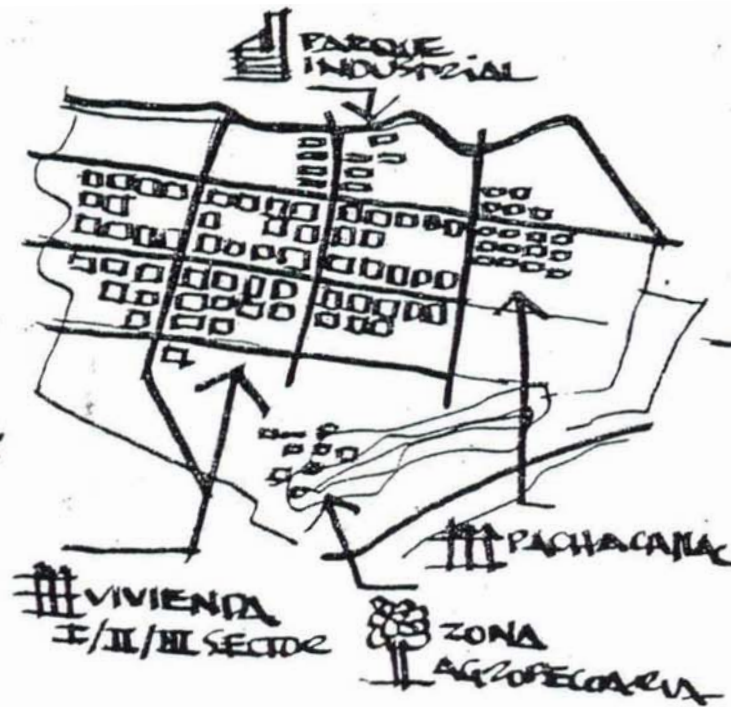 PARQUE
INDUSTRIAL
PACHACAMAC
VIVIENDA
I/II/III SECTOR
ZONA
AGROPECUARIA